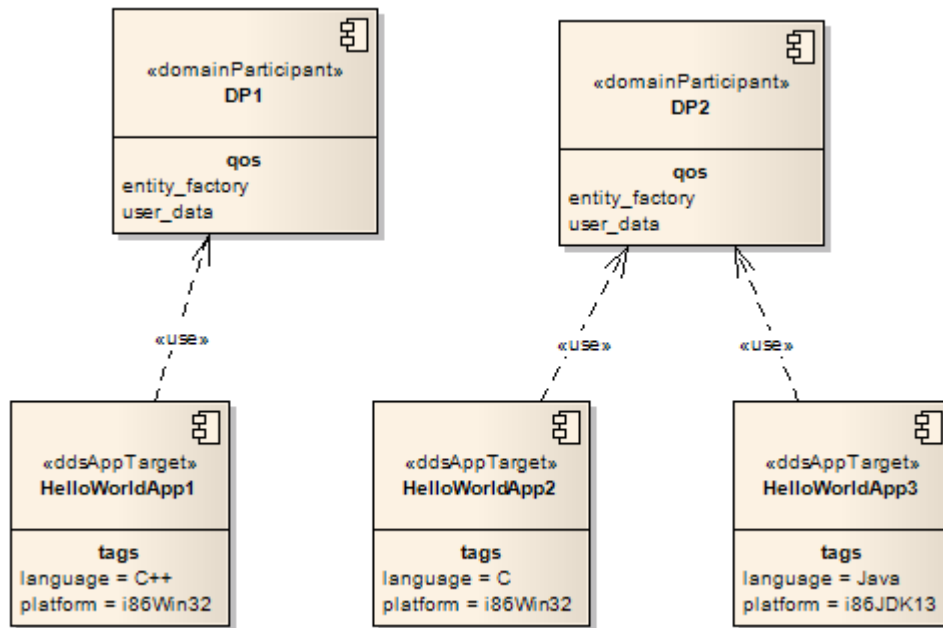 «domainParticipant»
DP1
qos
entity_factory
user_data
«domainParticipant»
DP2
qos
entity_factory
user_data
«use»
«use»
«use»
«ddsAppTarget»
HelloWorldApp1
tags
language = C++
platform = i86Win32
«ddsAppTarget»
HelloWorldApp2
tags
language = C
platform = i86Win32
«ddsAppTarget»
HelloWorldApp3
tags
language = Java
platform = i86JDK13